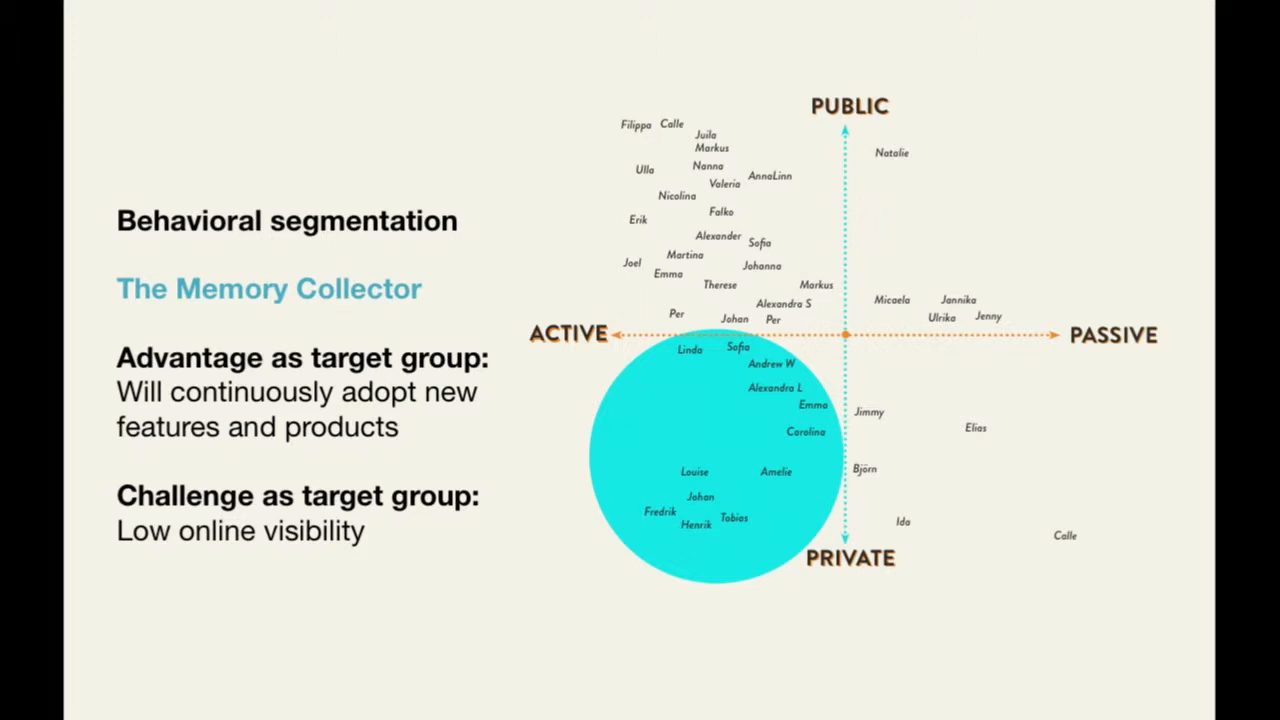 Behavioral segmentation
The Memory Collector
Advantage as target group:
Will continuously adopt new
features and products
Challenge as target group:
Low online visibility
PUBLIC
Filippa
Calle
Juila
Markus
Natalie
Ulla
Nanna
Valeria
AnnaLinn
Nicolina
Erik
Falko
Alexander
Sofia
Joel
Martina
Emma
Johanna
Therese
Markus
Alexandra S
Per
Johan
Per
Micaela
Jannika
Ulrika
Jenny
ACTIVE
PASSIVE
Linda
Sofia
Andrew W
Alexandra L
Emma
Carolina
Jimmy
Elias
Louise
Amelie
Björn
Johan
Fredrik
Henrik
Tobias
Ida
Calle
PRIVATE